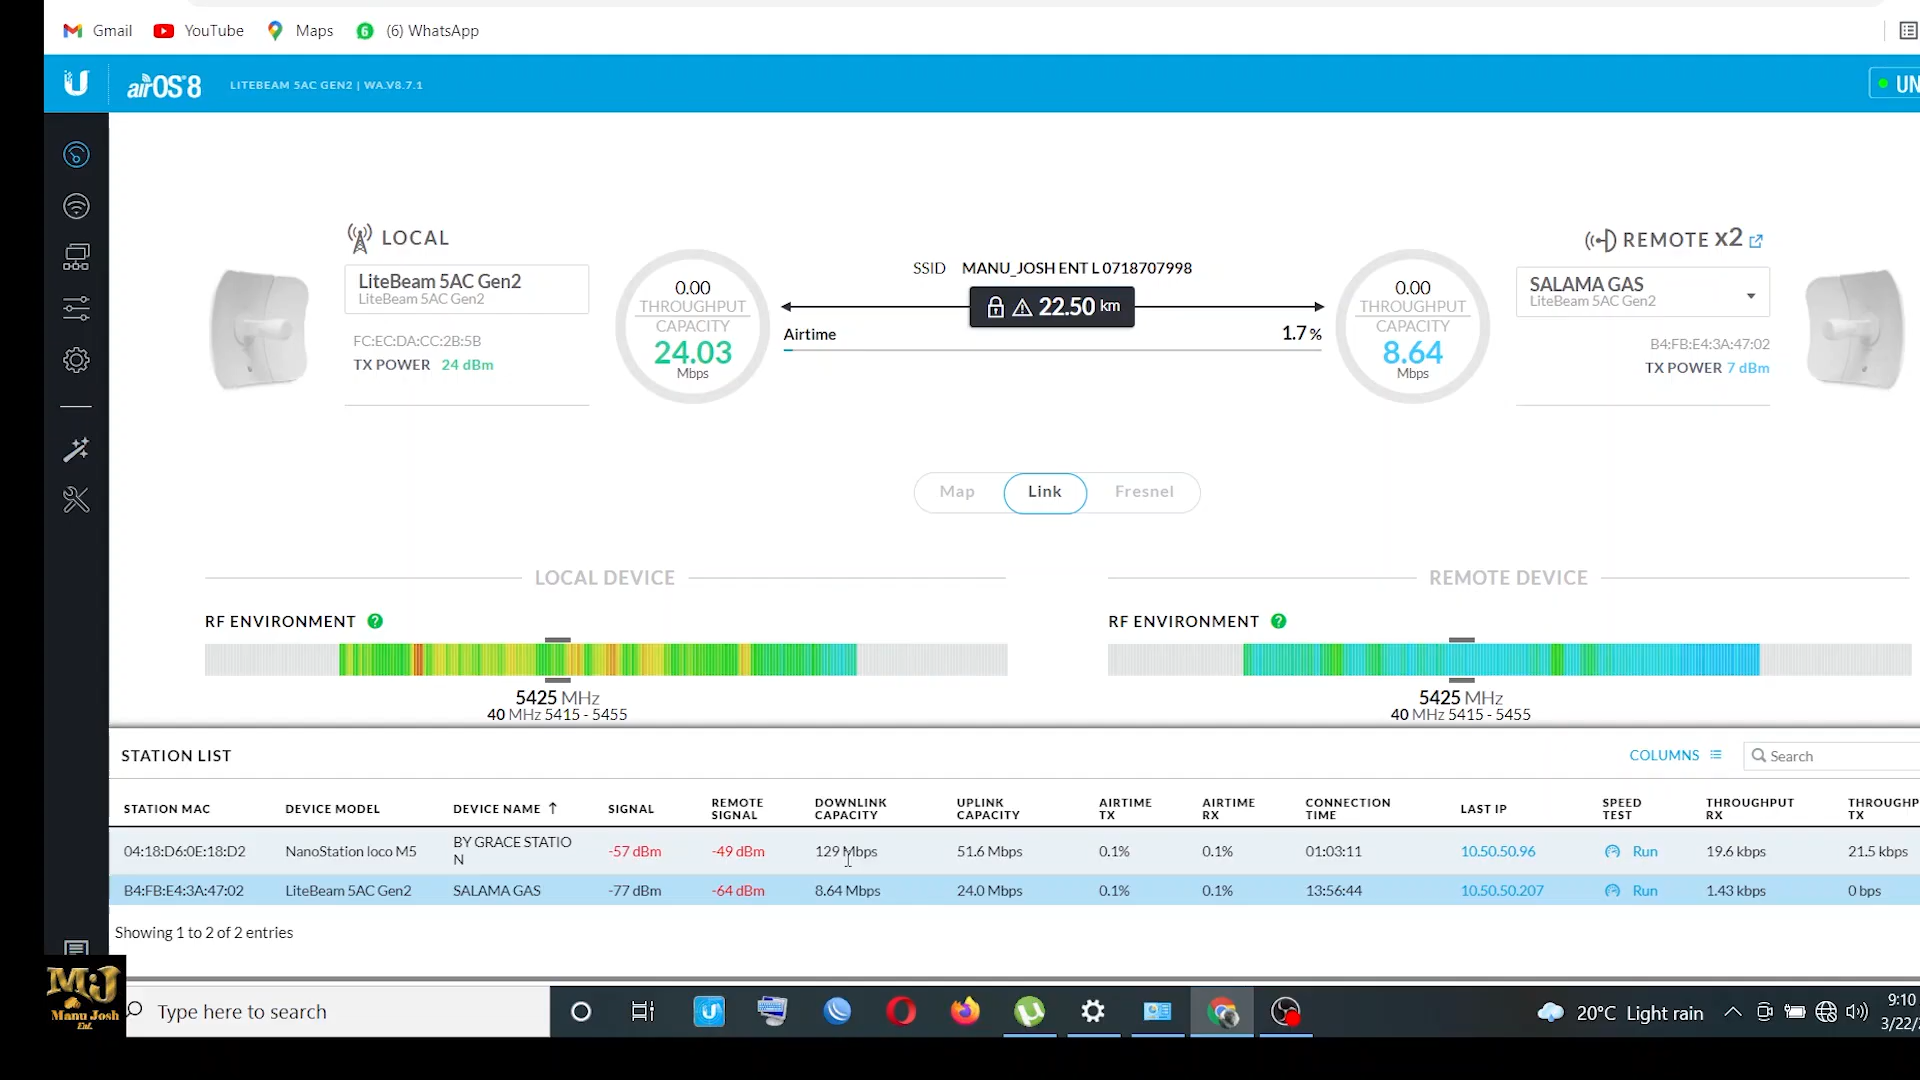 Gmail YouTube Maps (6) WhatsApp
airOS 8 LITEBEAM 5AC GEN2 | WA.V8.7.1 UN
LOCAL
LiteBeam 5AC Gen2
LiteBeam 5AC Gen2
FC:EC:DA:CC:2B:5B
TX POWER 24 dBm
0.00
THROUGHPUT
CAPACITY
24.03
Mbps
SSID MANU_JOSH ENT L 0718707998
22.50 km
Airtime 1.7 %
0.00
THROUGHPUT
CAPACITY
8.64
Mbps
REMOTE x2
SALAMA GAS
LiteBeam 5AC Gen2
B4:FB:E4:3A:47:02
TX POWER 7 dBm
Map Link Fresnel
LOCAL DEVICE
RF ENVIRONMENT ?
5425 MHz
40 MHz 5415 - 5455
REMOTE DEVICE
RF ENVIRONMENT ?
5425 MHz
40 MHz 5415 - 5455
STATION LIST COLUMNS Search
STATION MAC DEVICE MODEL DEVICE NAME ↑ SIGNAL REMOTE SIGNAL DOWNLINK CAPACITY UPLINK CAPACITY AIRTIME TX AIRTIME RX CONNECTION TIME LAST IP SPEED TEST THROUGHPUT RX THROUGHP TX
04:18:D6:0E:18:D2 NanoStation loco M5 BY GRACE STATIO N -57 dBm -49 dBm 129 Mbps 51.6 Mbps 0.1% 0.1% 01:03:11 10.50.50.96 Run 19.6 kbps 21.5 kbps
B4:FB:E4:3A:47:02 LiteBeam 5AC Gen2 SALAMA GAS -77 dBm -64 dBm 8.64 Mbps 24.0 Mbps 0.1% 0.1% 13:56:44 10.50.50.207 Run 1.43 kbps 0 bps
Showing 1 to 2 of 2 entries
MJ
Manu Josh
Ent.
Type here to search
20°C Light rain
9:10
3/22/2